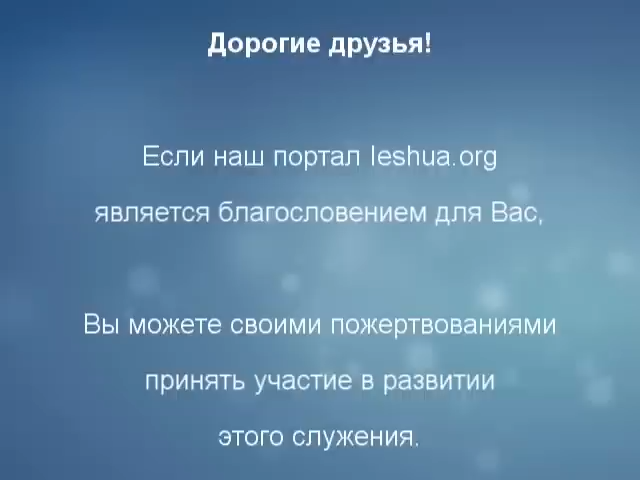 Дорогие друзья!
Если наш портал Ieshua.org
является благословением для Вас,
Вы можете своими пожертвованиями
принять участие в развитии
этого служения.